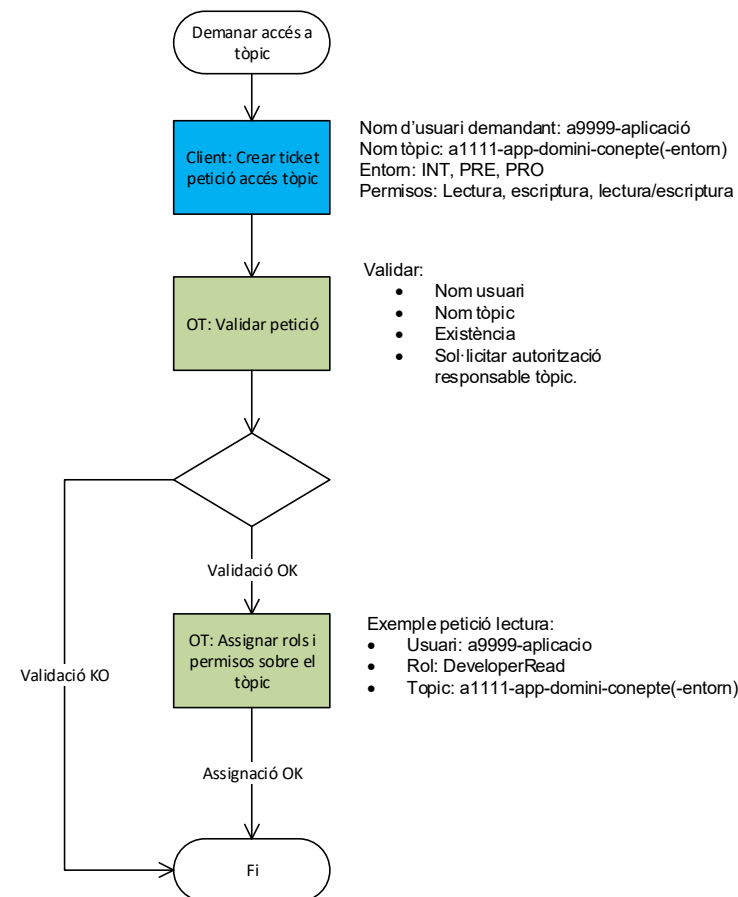 Demanar accés a
tòpic
Client: Crear ticket
petició accés tòpic
Nom d'usuari demandant: a9999-aplicació
Nom tòpic: a1111-app-domini-conepte(-entorn)
Entorn: INT, PRE, PRO
Permisos: Lectura, escriptura, lectura/escriptura
OT: Validar petició
Validar:
• Nom usuari
• Nom tòpic
• Existència
• Sol·licitar autorització
responsable tòpic.
Validació OK
Validació KO
OT: Assignar rols i
permisos sobre el
tòpic
Exemple petició lectura:
• Usuari: a9999-aplicacio
• Rol: DeveloperRead
• Topic: a1111-app-domini-conepte(-entorn)
Assignació OK
Fi